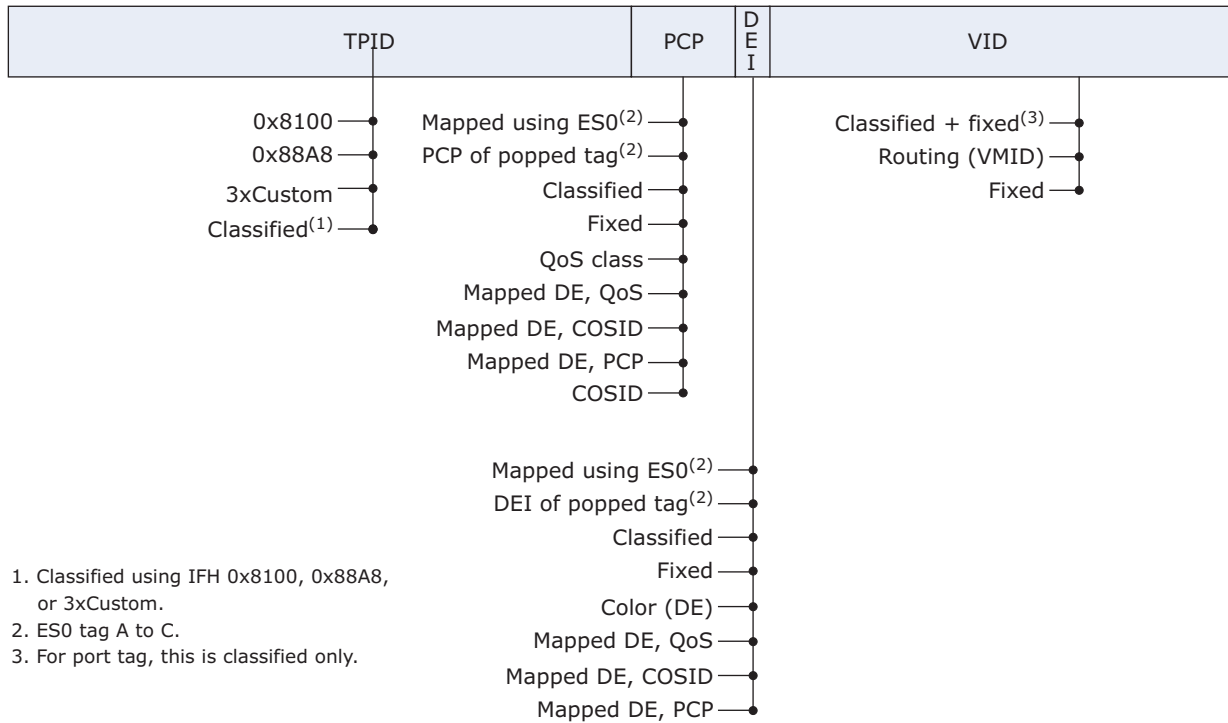 TPID
PCP
DEI
VID
0x8100
0x88A8
3xCustom
Classified(1)
Mapped using ES0(2)
PCP of popped tag(2)
Classified
Fixed
QoS class
Mapped DE, QoS
Mapped DE, COSID
Mapped DE, PCP
COSID
Mapped using ES0(2)
DEI of popped tag(2)
Classified
Fixed
Color (DE)
Mapped DE, QoS
Mapped DE, COSID
Mapped DE, PCP
Classified + fixed(3)
Routing (VMID)
Fixed
1. Classified using IFH 0x8100, 0x88A8,
or 3xCustom.
2. ES0 tag A to C.
3. For port tag, this is classified only.